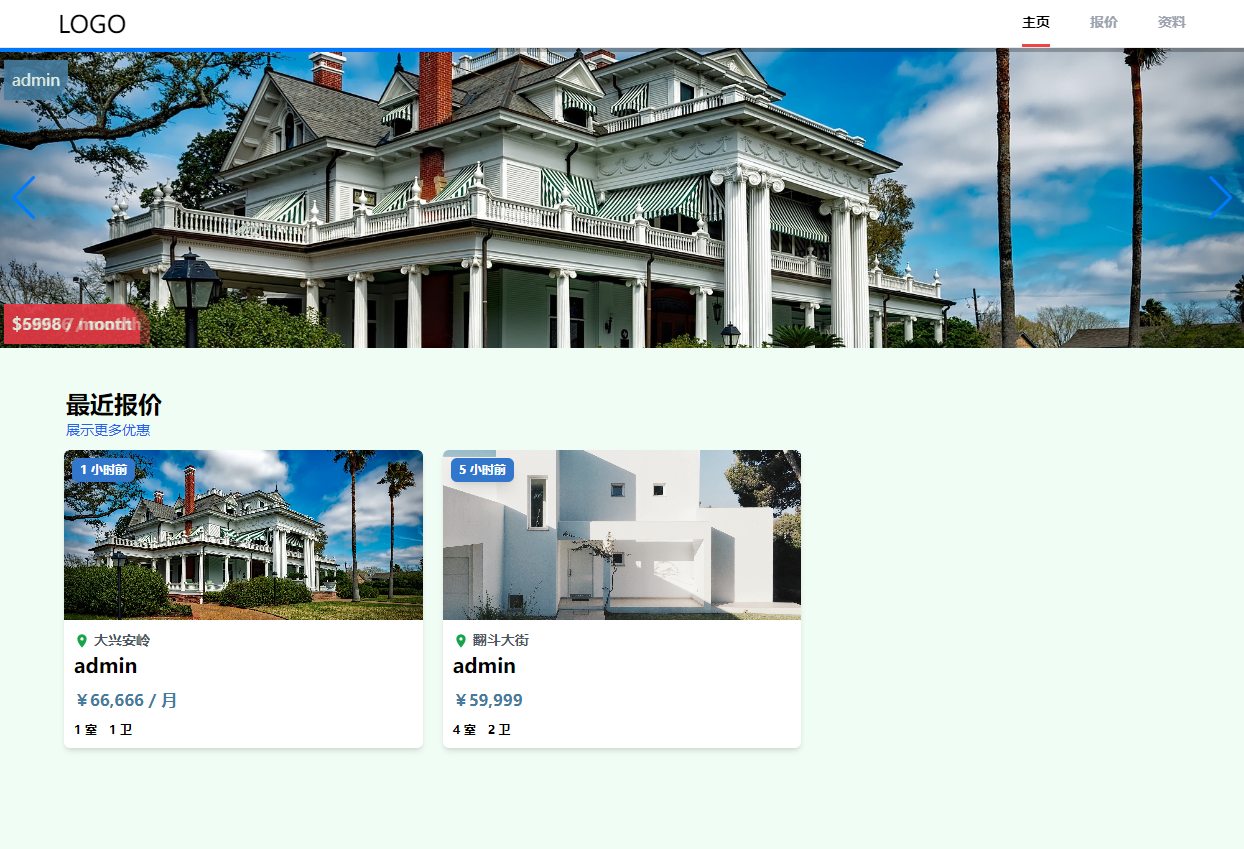 LOGO
主页 报价 资料
admin
最近报价
展示更多优惠
1 小时前
大兴安岭
admin
￥66,666 / 月
1 室 1 卫
5 小时前
翻斗大街
admin
￥59,999
4 室 2 卫